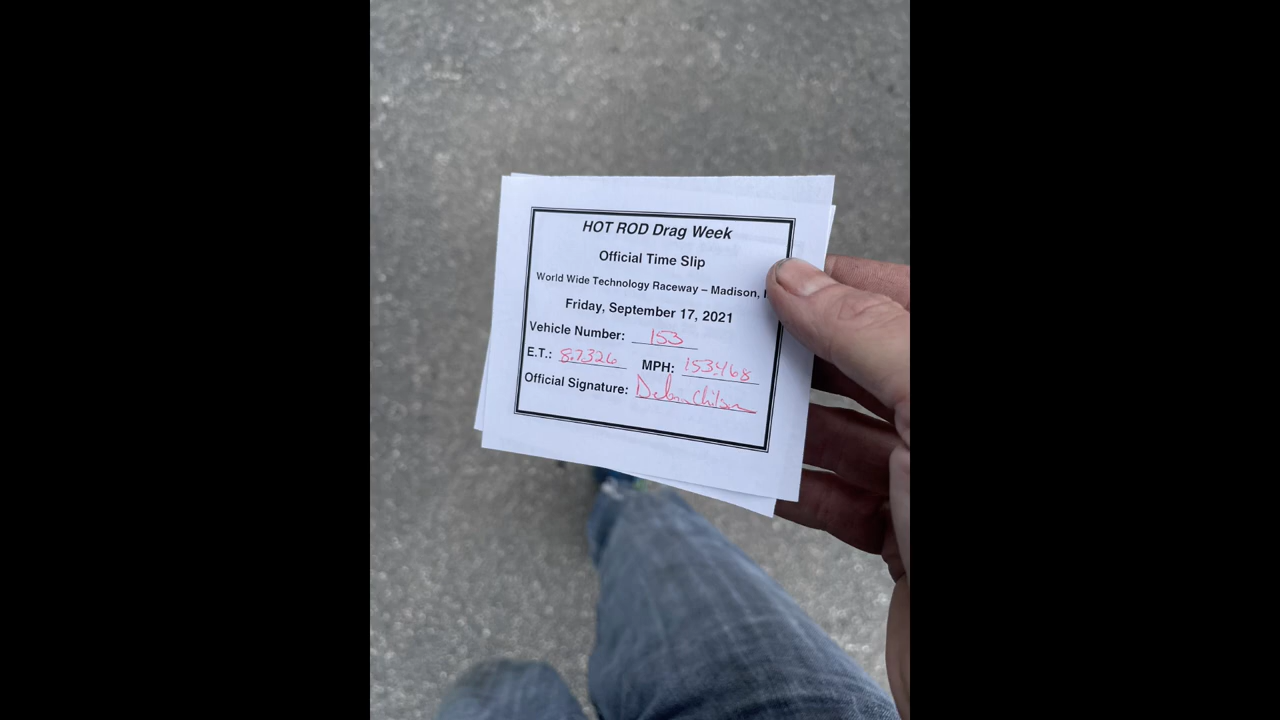 HOT ROD Drag Week
Official Time Slip
World Wide Technology Raceway – Madison,
Friday, September 17, 2021
Vehicle Number: 153
E.T.: 8.7326 MPH: 153.468
Official Signature: